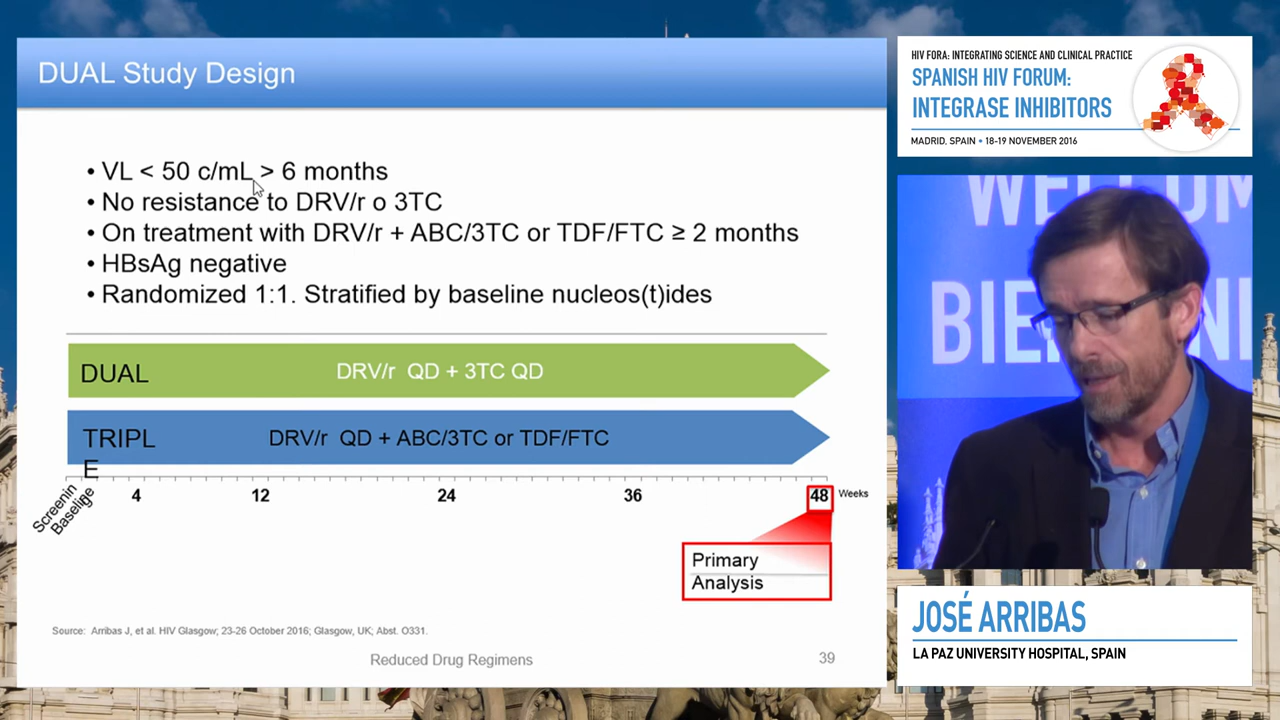 DUAL Study Design
• VL < 50 c/mL > 6 months
• No resistance to DRV/r o 3TC
• On treatment with DRV/r + ABC/3TC or TDF/FTC ≥ 2 months
• HBsAg negative
• Randomized 1:1. Stratified by baseline nucleos(t)ides
DUAL DRV/r QD + 3TC QD
TRIPL DRV/r QD + ABC/3TC or TDF/FTC
E
Screenin
Baseline
4 12 24 36 48 Weeks
Primary
Analysis
Source: Arribas J, et al. HIV Glasgow; 23-26 October 2016; Glasgow, UK; Abst. O331.
Reduced Drug Regimens 39
HIV FORA: INTEGRATING SCIENCE AND CLINICAL PRACTICE
SPANISH HIV FORUM:
INTEGRASE INHIBITORS
MADRID, SPAIN • 18-19 NOVEMBER 2016
WELCOM
BIE NI
JOSÉ ARRIBAS
LA PAZ UNIVERSITY HOSPITAL, SPAIN